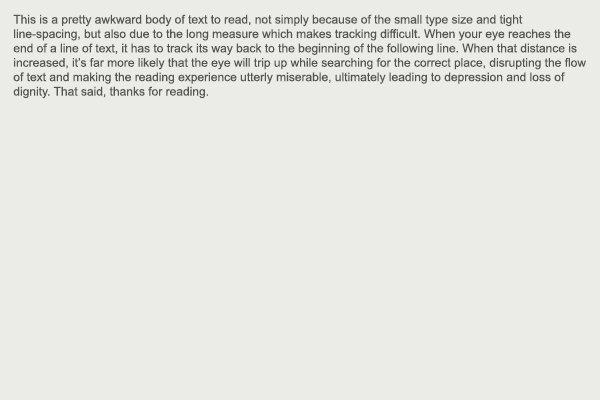 This is a pretty awkward body of text to read, not simply because of the small type size and tight
line-spacing, but also due to the long measure which makes tracking difficult. When your eye reaches the
end of a line of text, it has to track its way back to the beginning of the following line. When that distance is
increased, it’s far more likely that the eye will trip up while searching for the correct place, disrupting the flow
of text and making the reading experience utterly miserable, ultimately leading to depression and loss of
dignity. That said, thanks for reading.